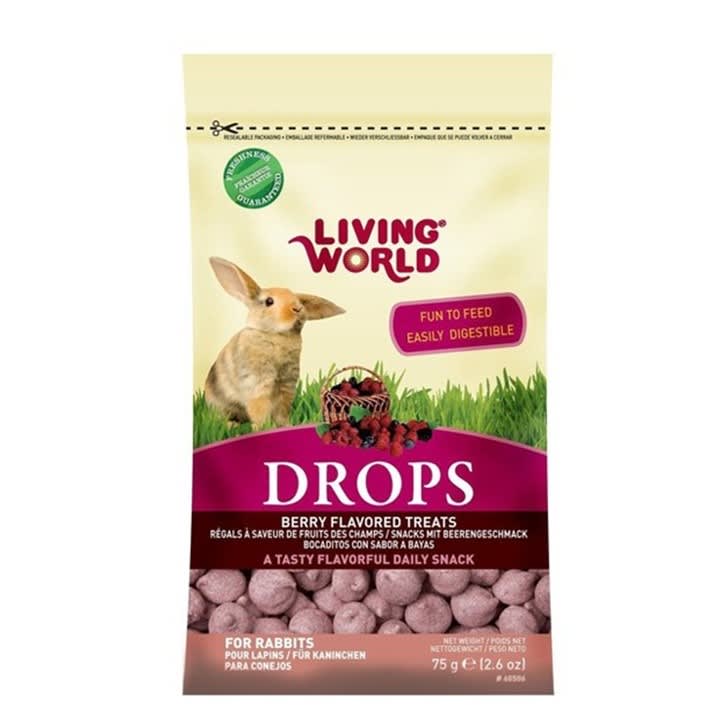 RESEALABLE PACKAGING • EMBALLAGE REFERMABLE • WIEDER VERSCHLIESSBAR • EMPAQUE QUE SE PUEDE VOLVER A CERRAR
FRESHNESS
FRAÎCHEUR
GARANTIE
GUARANTEED
LIVING®
WORLD
FUN TO FEED
EASILY DIGESTIBLE
DROPS
BERRY FLAVORED TREATS
RÉGALS À SAVEUR DE FRUITS DES CHAMPS / SNACKS MIT BEERENGESCHMACK
BOCADITOS CON SABOR A BAYAS
A TASTY FLAVORFUL DAILY SNACK
FOR RABBITS
POUR LAPINS / FÜR KANINCHEN
PARA CONEJOS
NET WEIGHT / POIDS NET
NETTOGEWICHT / PESO NETO
75 g ℮ (2.6 oz)
# 60506